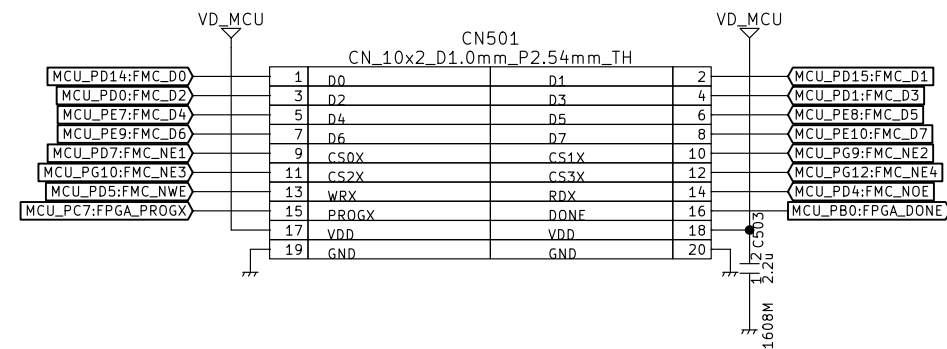 VD_MCU VD_MCU
CN501
CN_10x2_D1.0mm_P2.54mm_TH
MCU_PD14:FMC_D0 1 D0 D1 2 MCU_PD15:FMC_D1
MCU_PD0:FMC_D2 3 D2 D3 4 MCU_PD1:FMC_D3
MCU_PE7:FMC_D4 5 D4 D5 6 MCU_PE8:FMC_D5
MCU_PE9:FMC_D6 7 D6 D7 8 MCU_PE10:FMC_D7
MCU_PD7:FMC_NE1 9 CS0X CS1X 10 MCU_PG9:FMC_NE2
MCU_PG10:FMC_NE3 11 CS2X CS3X 12 MCU_PG12:FMC_NE4
MCU_PD5:FMC_NWE 13 WRX RDX 14 MCU_PD4:FMC_NOE
MCU_PC7:FPGA_PROGX 15 PROGX DONE 16 MCU_PB0:FPGA_DONE
17 VDD VDD 18
19 GND GND 20
1 2 C503
2.2u
1608M